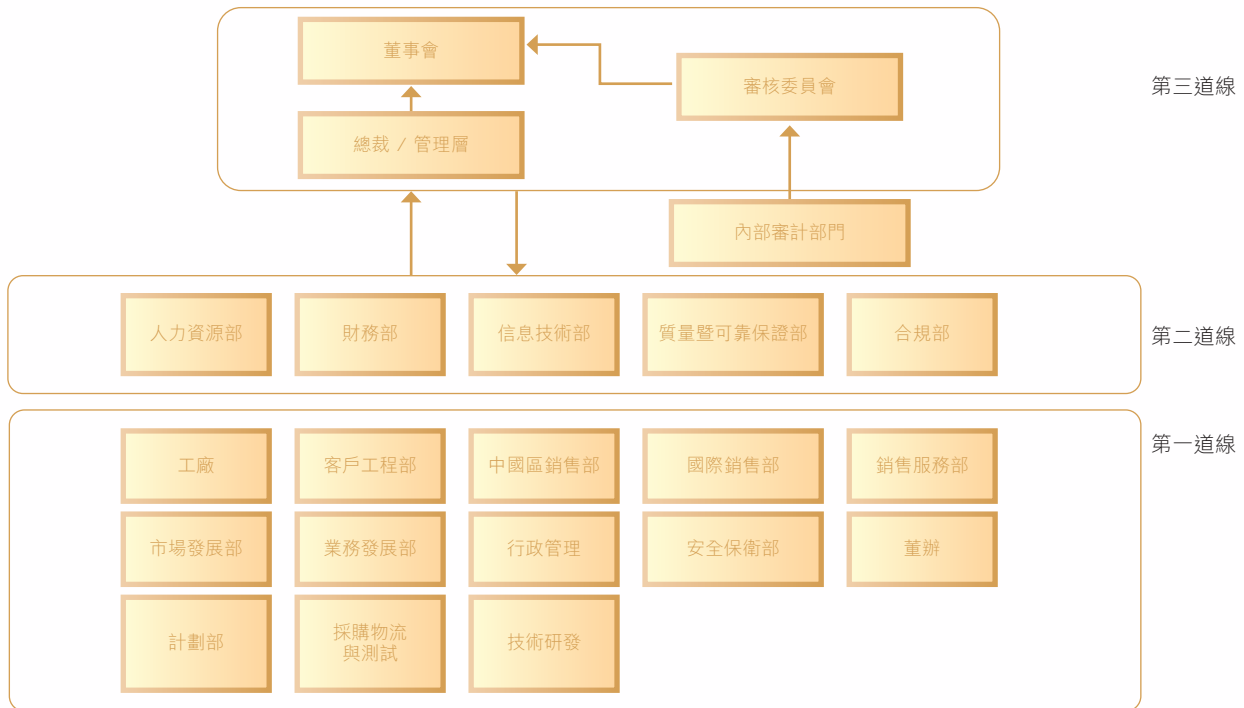 董事會
審核委員會
第三道線
總裁 / 管理層
內部審計部門
人力資源部
財務部
信息技術部
質量暨可靠保證部
合規部
第二道線
工廠
客戶工程部
中國區銷售部
國際銷售部
銷售服務部
第一道線
市場發展部
業務發展部
行政管理
安全保衛部
董辦
計劃部
採購物流
與測試
技術研發